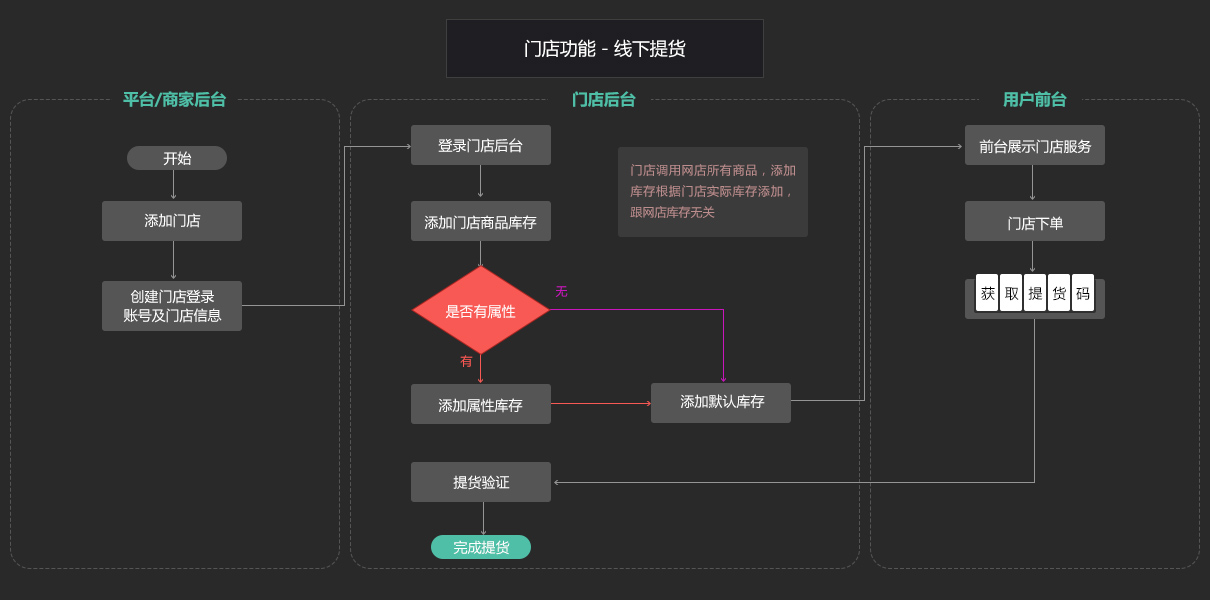 门店功能 - 线下提货
平台/商家后台
开始
添加门店
创建门店登录
账号及门店信息
门店后台
登录门店后台
添加门店商品库存
门店调用网店所有商品，添加
库存根据门店实际库存添加，
跟网店库存无关
是否有属性
无
有
添加属性库存
添加默认库存
提货验证
完成提货
用户前台
前台展示门店服务
门店下单
获取提货码